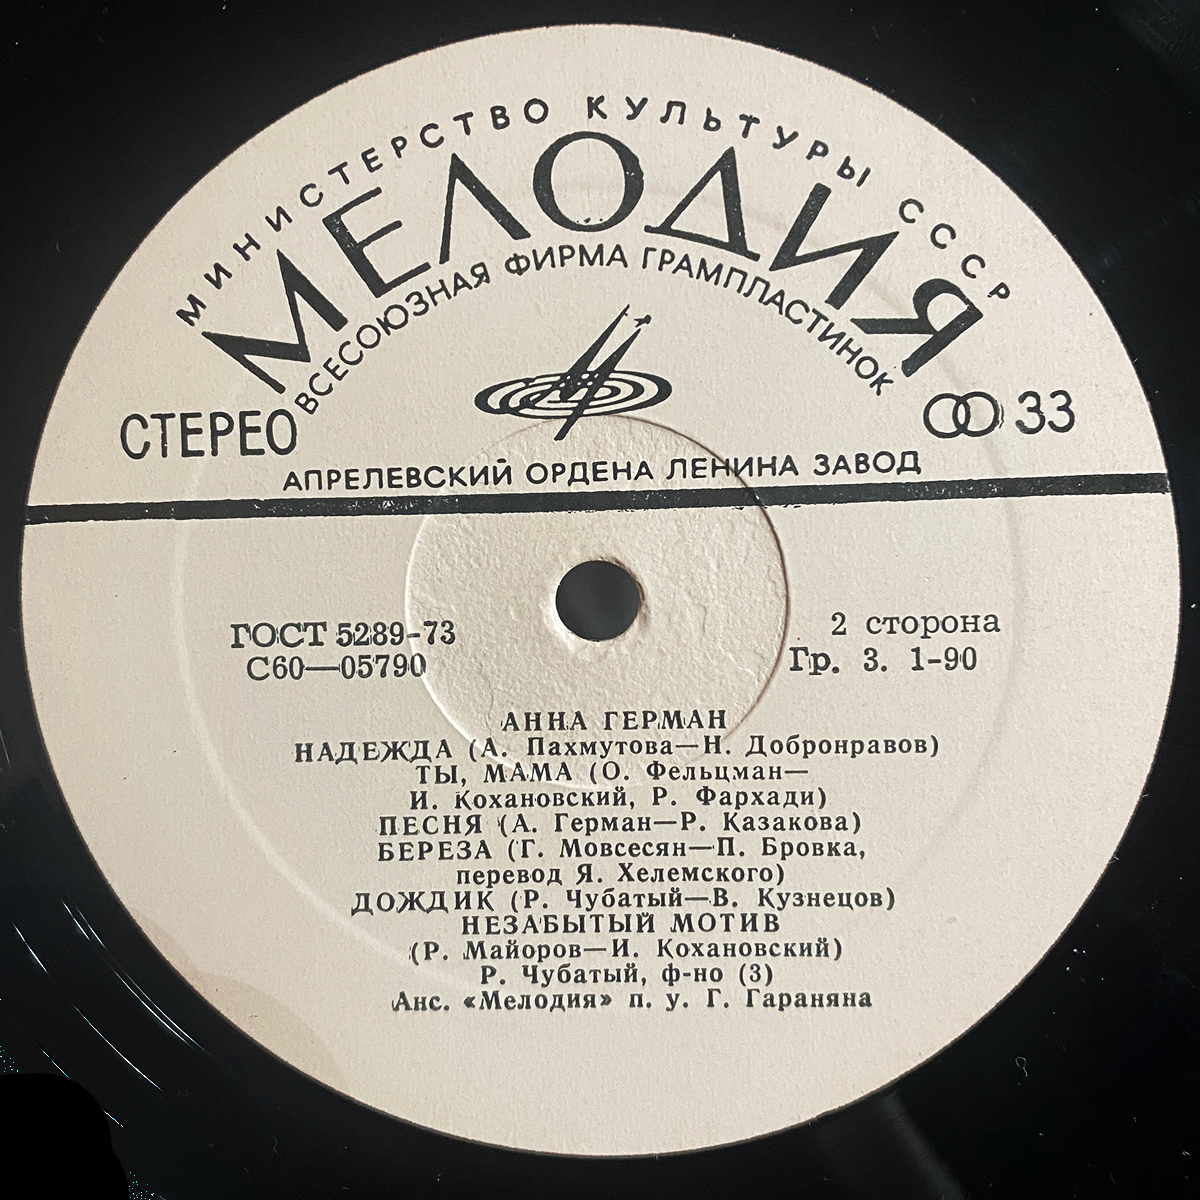 МИНИСТЕРСТВО КУЛЬТУРЫ СССР
МЕЛОДИЯ
ВСЕСОЮЗНАЯ ФИРМА ГРАМПЛАСТИНОК
СТЕРЕО
33
АПРЕЛЕВСКИЙ ОРДЕНА ЛЕНИНА ЗАВОД
ГОСТ 5289-73
С60—05790
2 сторона
Гр. 3. 1-90
АННА ГЕРМАН
НАДЕЖДА (А. Пахмутова—Н. Добронравов)
ТЫ, МАМА (О. Фельцман—
И. Кохановский, Р. Фархади)
ПЕСНЯ (А. Герман—Р. Казакова)
БЕРЕЗА (Г. Мовсесян—П. Бровка,
перевод Я. Хелемского)
ДОЖДИК (Р. Чубатый—В. Кузнецов)
НЕЗАБЫТЫЙ МОТИВ
(Р. Майоров—И. Кохановский)
Р. Чубатый, ф-но (3)
Анс. «Мелодия» п. у. Г. Гараняна